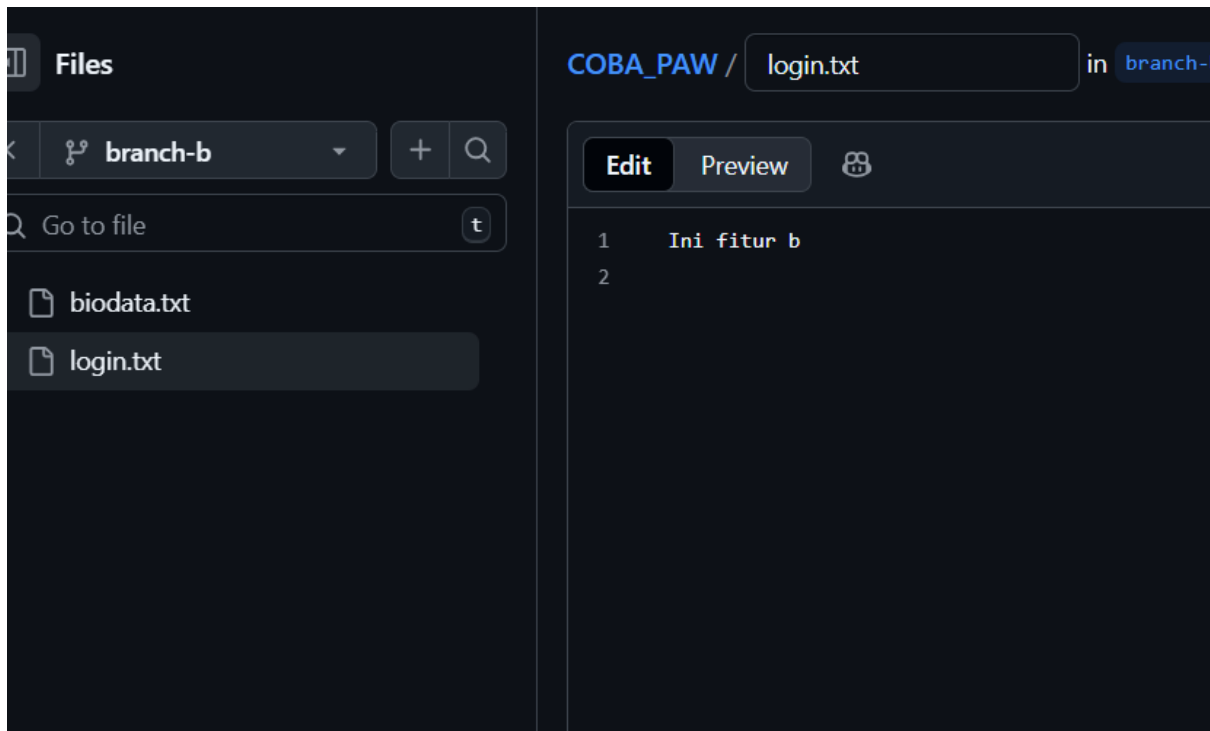 Files
branch-b
Go to file
t
biodata.txt
login.txt
COBA_PAW / login.txt in branch-
Edit Preview
1 Ini fitur b
2